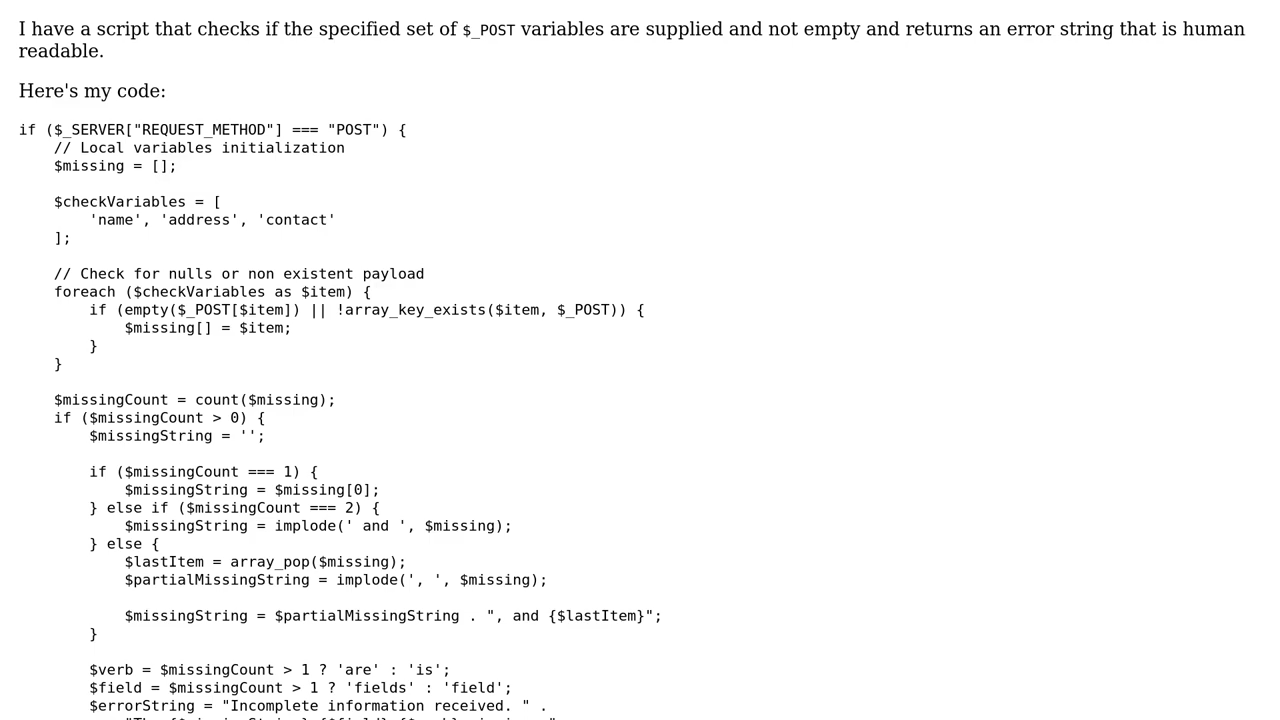 I have a script that checks if the specified set of $_POST variables are supplied and not empty and returns an error string that is human
readable.
Here's my code:
if ($_SERVER["REQUEST_METHOD"] === "POST") {
    // Local variables initialization
    $missing = [];
    $checkVariables = [
        'name', 'address', 'contact'
    ];
    // Check for nulls or non existent payload
    foreach ($checkVariables as $item) {
        if (empty($_POST[$item]) || !array_key_exists($item, $_POST)) {
            $missing[] = $item;
        }
    }
    $missingCount = count($missing);
    if ($missingCount > 0) {
        $missingString = '';
        if ($missingCount === 1) {
            $missingString = $missing[0];
        } else if ($missingCount === 2) {
            $missingString = implode(' and ', $missing);
        } else {
            $lastItem = array_pop($missing);
            $partialMissingString = implode(', ', $missing);
            $missingString = $partialMissingString . ", and {$lastItem}";
        }
        $verb = $missingCount > 1 ? 'are' : 'is';
        $field = $missingCount > 1 ? 'fields' : 'field';
        $errorString = "Incomplete information received. " .